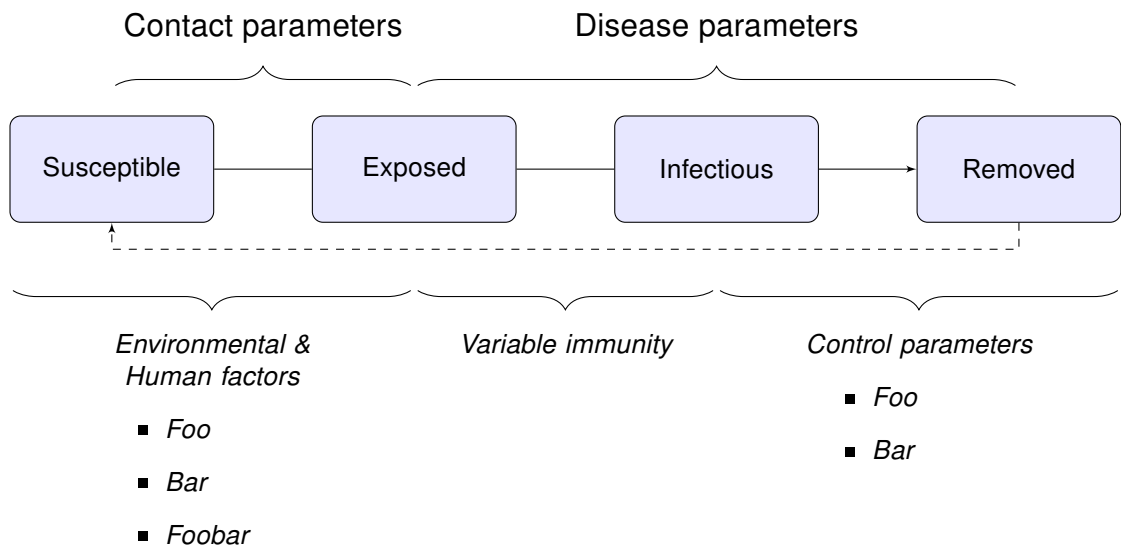 Contact parameters
Disease parameters
Susceptible
Exposed
Infectious
Removed
Environmental &
Human factors
Foo
Bar
Foobar
Variable immunity
Control parameters
Foo
Bar